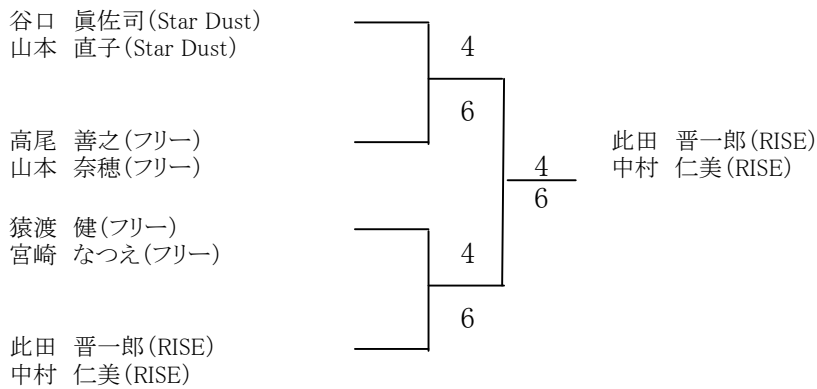 谷口 眞佐司(Star Dust)
山本 直子(Star Dust)
4
6
高尾 善之(フリー)
山本 奈穂(フリー)
此田 晋一郎(RISE)
中村 仁美(RISE)
4
6
猿渡 健(フリー)
宮崎 なつえ(フリー)
4
6
此田 晋一郎(RISE)
中村 仁美(RISE)